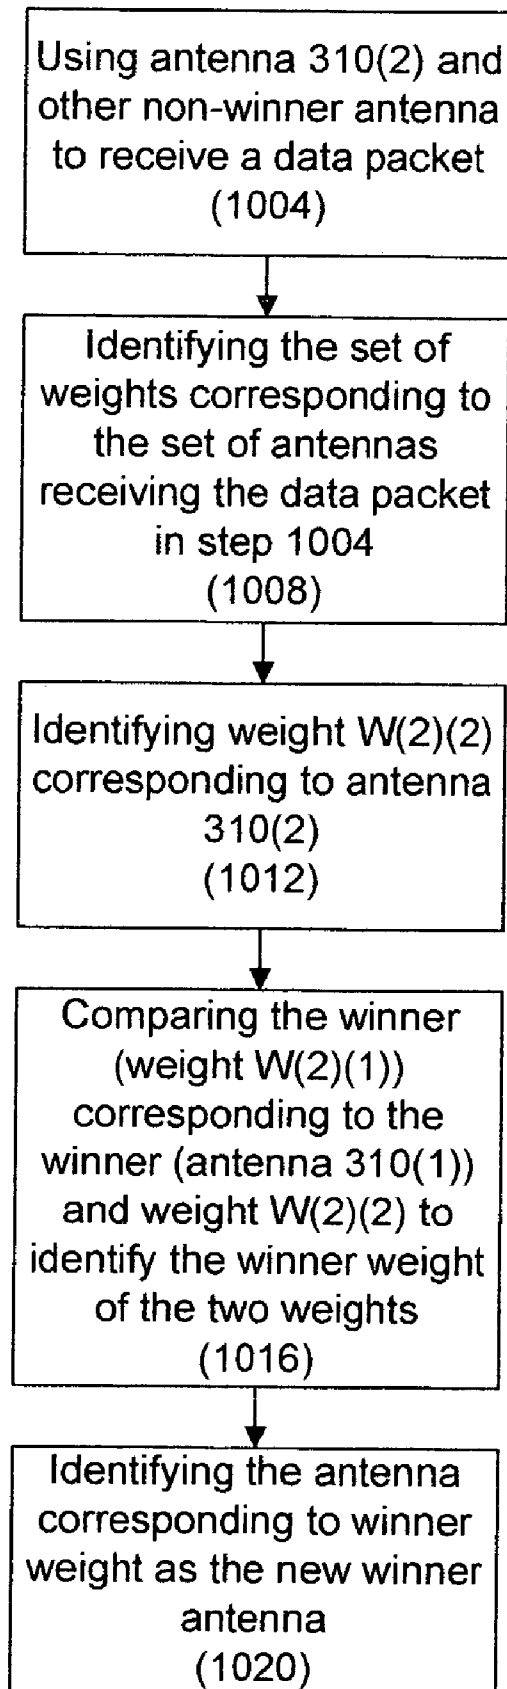 Using antenna 310(2) and
other non-winner antenna
to receive a data packet
(1004)
Identifying the set of
weights corresponding to
the set of antennas
receiving the data packet
in step 1004
(1008)
Identifying weight W(2)(2)
corresponding to antenna
310(2)
(1012)
Comparing the winner
(weight W(2)(1))
corresponding to the
winner (antenna 310(1))
and weight W(2)(2) to
identify the winner weight
of the two weights
(1016)
Identifying the antenna
corresponding to winner
weight as the new winner
antenna
(1020)